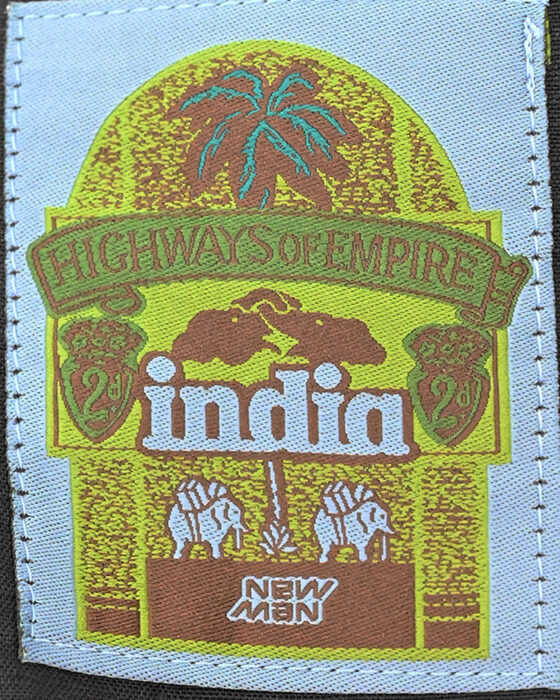 HIGHWAYS OF EMPIRE
2d 2d
india
NEW
MAN